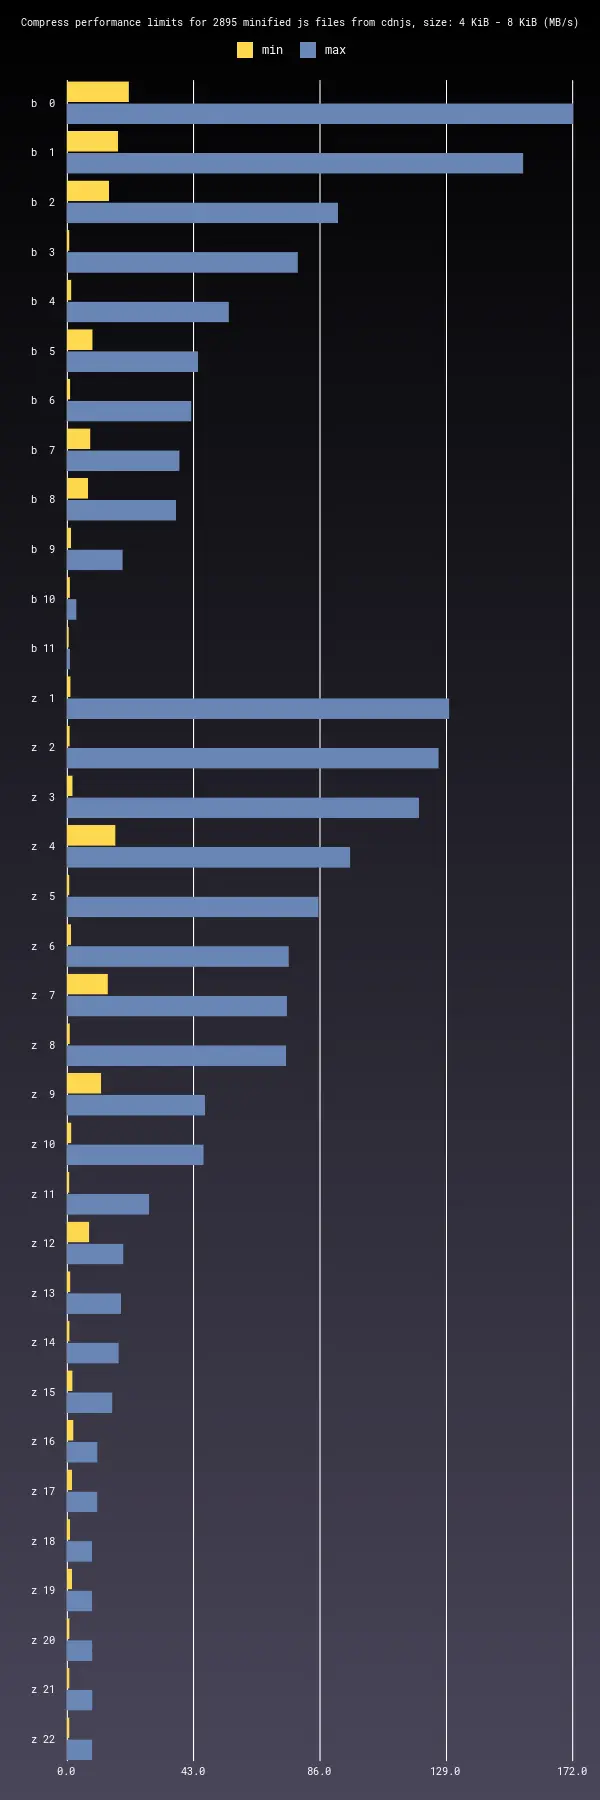 Compress performance limits for 2895 minified js files from cdnjs, size: 4 KiB - 8 KiB (MB/s)
min max
b 0
b 1
b 2
b 3
b 4
b 5
b 6
b 7
b 8
b 9
b 10
b 11
z 1
z 2
z 3
z 4
z 5
z 6
z 7
z 8
z 9
z 10
z 11
z 12
z 13
z 14
z 15
z 16
z 17
z 18
z 19
z 20
z 21
z 22
0.0 43.0 86.0 129.0 172.0